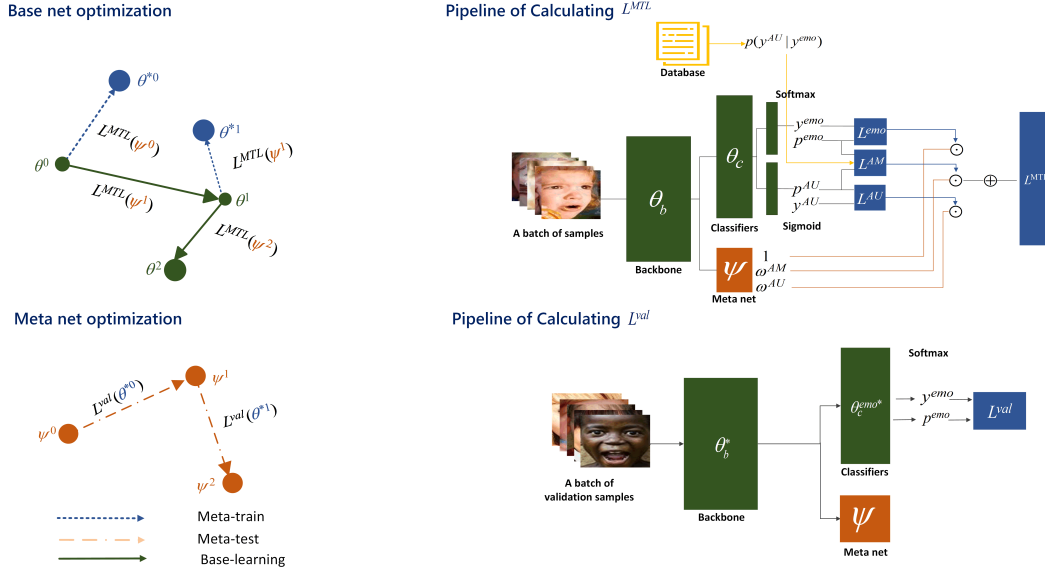 Base net optimization
θ*0
θ*1
L^MTL(ψ^0)
L^MTL(ψ^1)
θ^0
L^MTL(ψ^1)
θ^1
L^MTL(ψ^2)
θ^2
Pipeline of Calculating L^MTL
p(y^AU | y^emo)
Database
Softmax
y^emo
p^emo
L^emo
L^AM
L^AU
θ_c
θ_b
p^AU
y^AU
L^MTL
A batch of samples
Classifiers
Sigmoid
Backbone
ψ
1
ω^AM
ω^AU
Meta net
Meta net optimization
ψ^0
L^val(θ*0)
ψ^1
L^val(θ*1)
ψ^2
Meta-train
Meta-test
Base-learning
Pipeline of Calculating L^val
Softmax
θ_c^emo*
y^emo
p^emo
L^val
θ_b^*
Classifiers
A batch of
validation samples
Backbone
ψ
Meta net